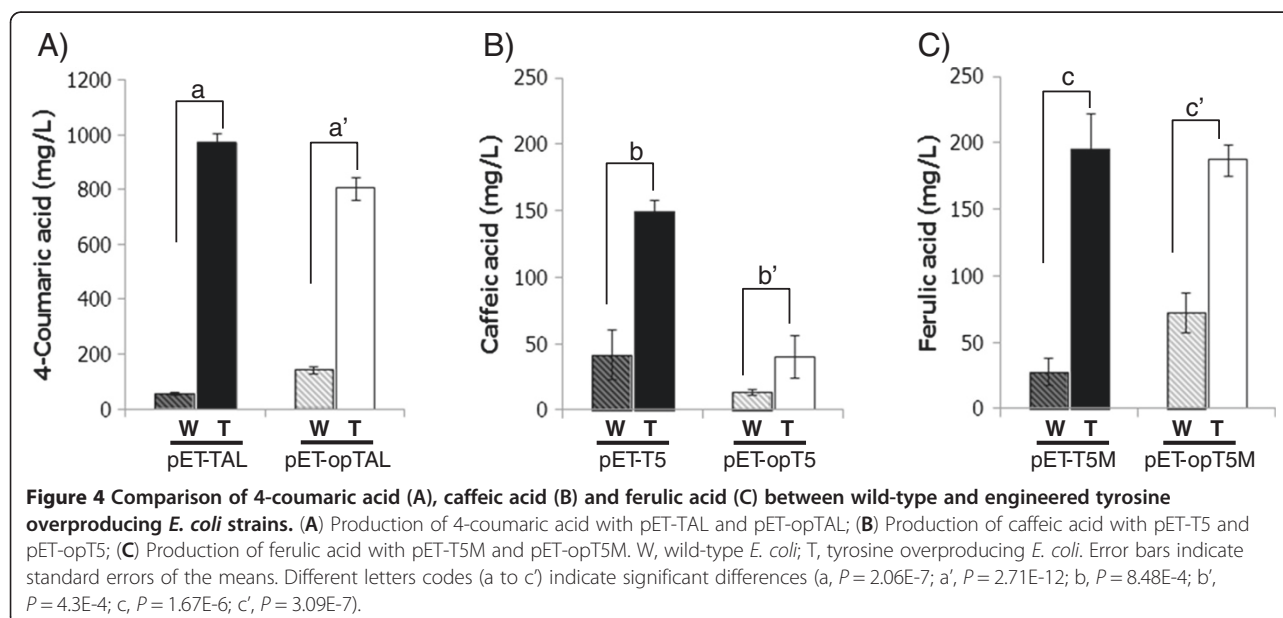 A)
1200
1000
800
600
400
200
0
4-Coumaric acid (mg/L)
a
a’
W T W T
pET-TAL pET-opTAL
B)
250
200
150
100
50
0
Caffeic acid (mg/L)
b
b’
W T W T
pET-T5 pET-opT5
C)
250
200
150
100
50
0
Ferulic acid (mg/L)
c
c’
W T W T
pET-T5M pET-opT5M
Figure 4 Comparison of 4-coumaric acid (A), caffeic acid (B) and ferulic acid (C) between wild-type and engineered tyrosine
overproducing E. coli strains. (A) Production of 4-coumaric acid with pET-TAL and pET-opTAL; (B) Production of caffeic acid with pET-T5 and
pET-opT5; (C) Production of ferulic acid with pET-T5M and pET-opT5M. W, wild-type E. coli; T, tyrosine overproducing E. coli. Error bars indicate
standard errors of the means. Different letters codes (a to c’) indicate significant differences (a, P = 2.06E-7; a’, P = 2.71E-12; b, P = 8.48E-4; b’,
P = 4.3E-4; c, P = 1.67E-6; c’, P = 3.09E-7).